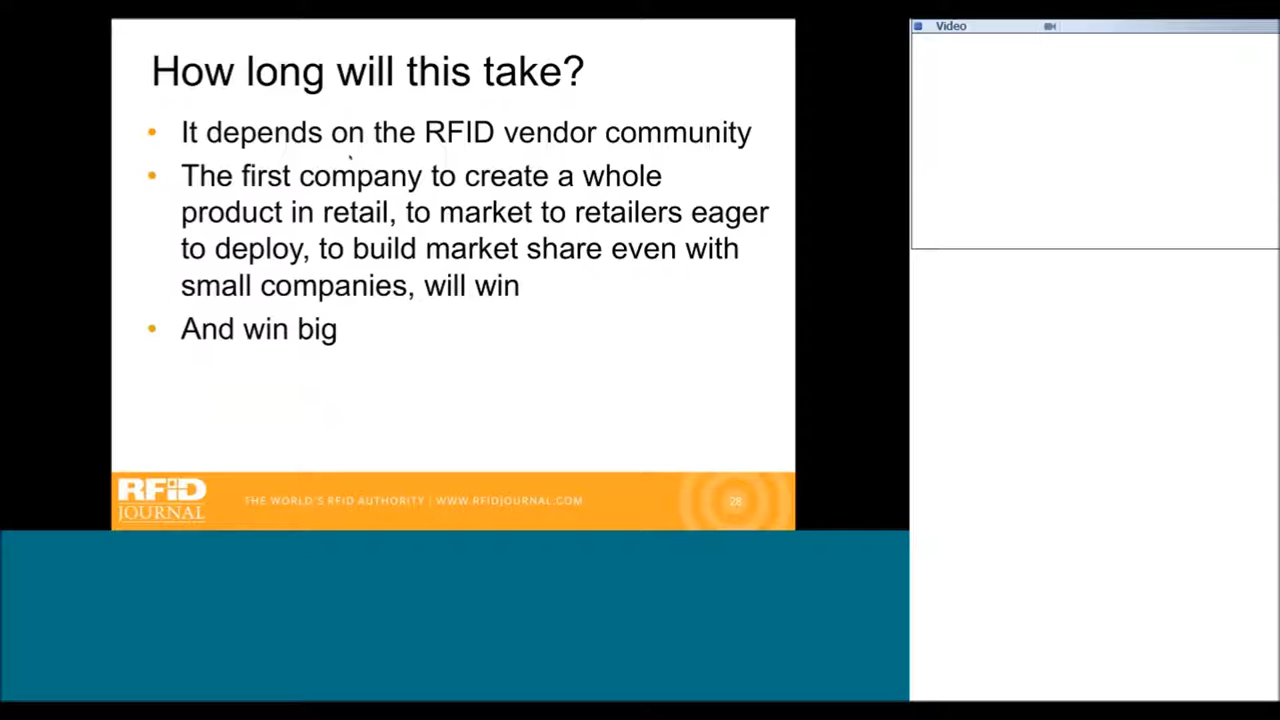 Video
How long will this take?
• It depends on the RFID vendor community
• The first company to create a whole
product in retail, to market to retailers eager
to deploy, to build market share even with
small companies, will win
• And win big
RFiD
JOURNAL
THE WORLD'S RFID AUTHORITY | WWW.RFIDJOURNAL.COM
28